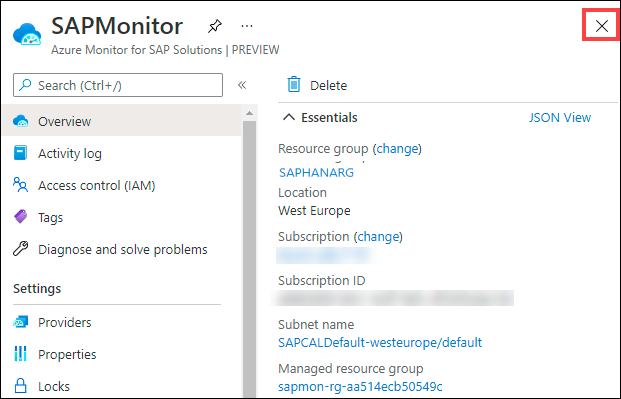 SAPMonitor
Azure Monitor for SAP Solutions | PREVIEW
Search (Ctrl+/)
Overview
Activity log
Access control (IAM)
Tags
Diagnose and solve problems
Settings
Providers
Properties
Locks
Delete
Essentials JSON View
Resource group (change)
SAPHANARG
Location
West Europe
Subscription (change)
Subscription ID
Subnet name
SAPCALDefault-westeurope/default
Managed resource group
sapmon-rg-aa514ecb50549c